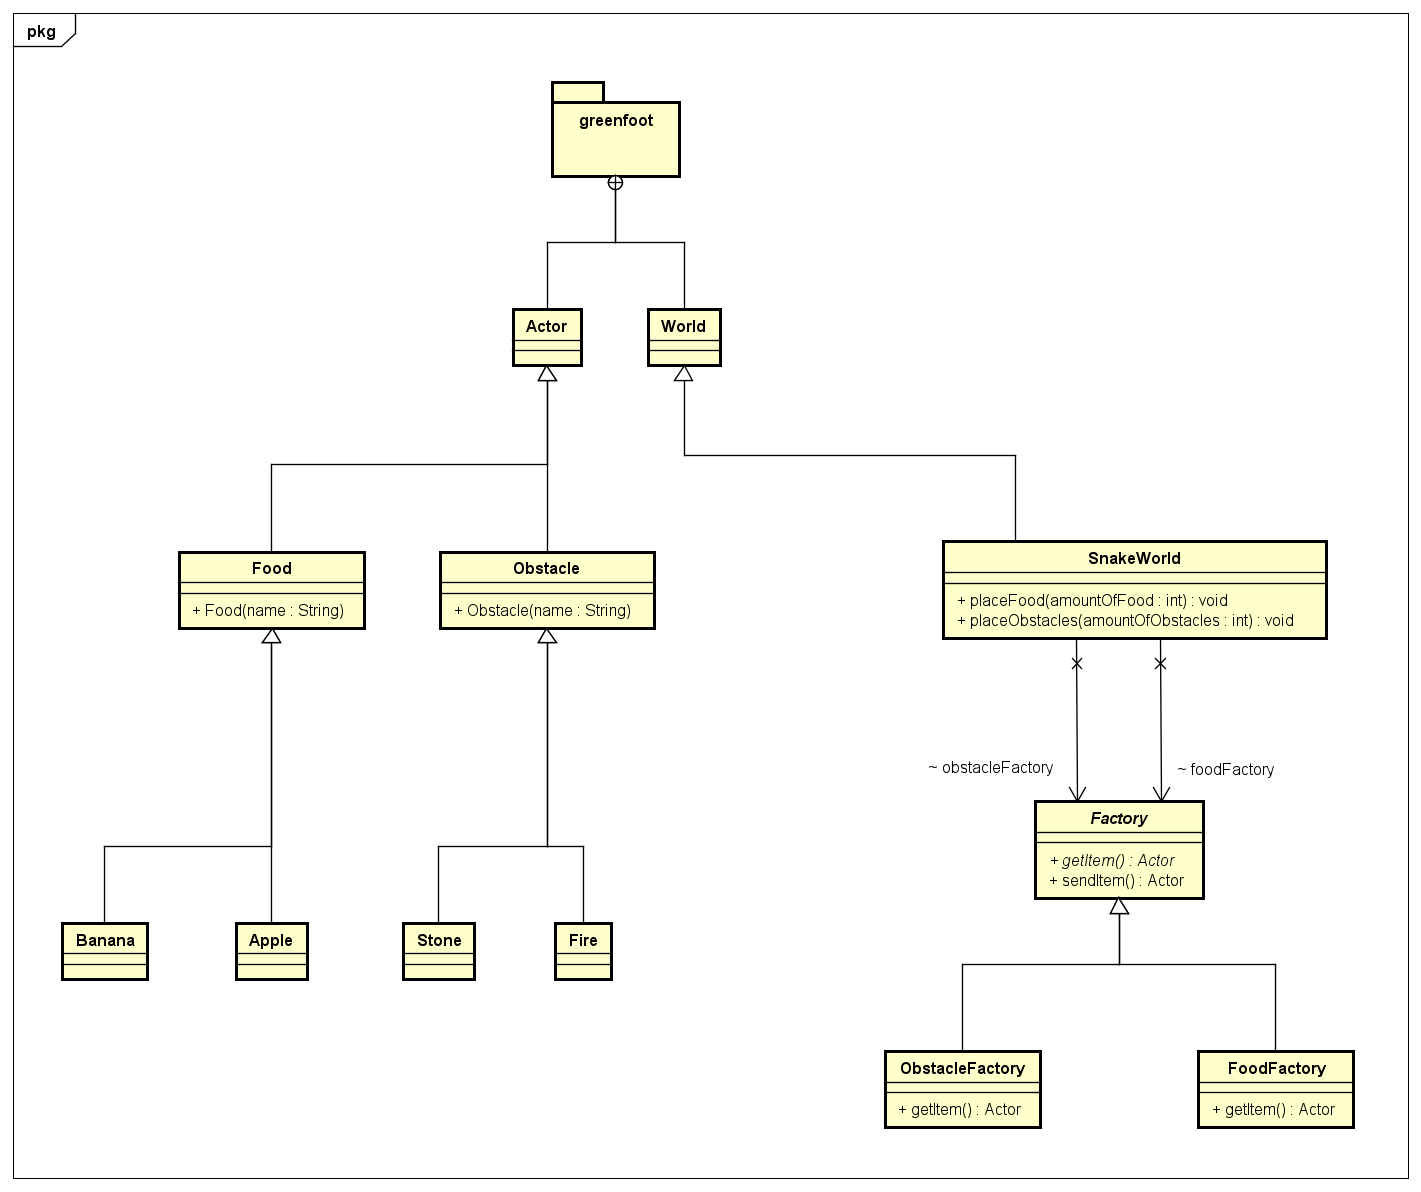 pkg
greenfoot
Actor
World
Food
+ Food(name : String)
Obstacle
+ Obstacle(name : String)
SnakeWorld
+ placeFood(amountOfFood : int) : void
+ placeObstacles(amountOfObstacles : int) : void
~ obstacleFactory
~ foodFactory
Factory
+ getItem() : Actor
+ sendItem() : Actor
Banana
Apple
Stone
Fire
ObstacleFactory
+ getItem() : Actor
FoodFactory
+ getItem() : Actor